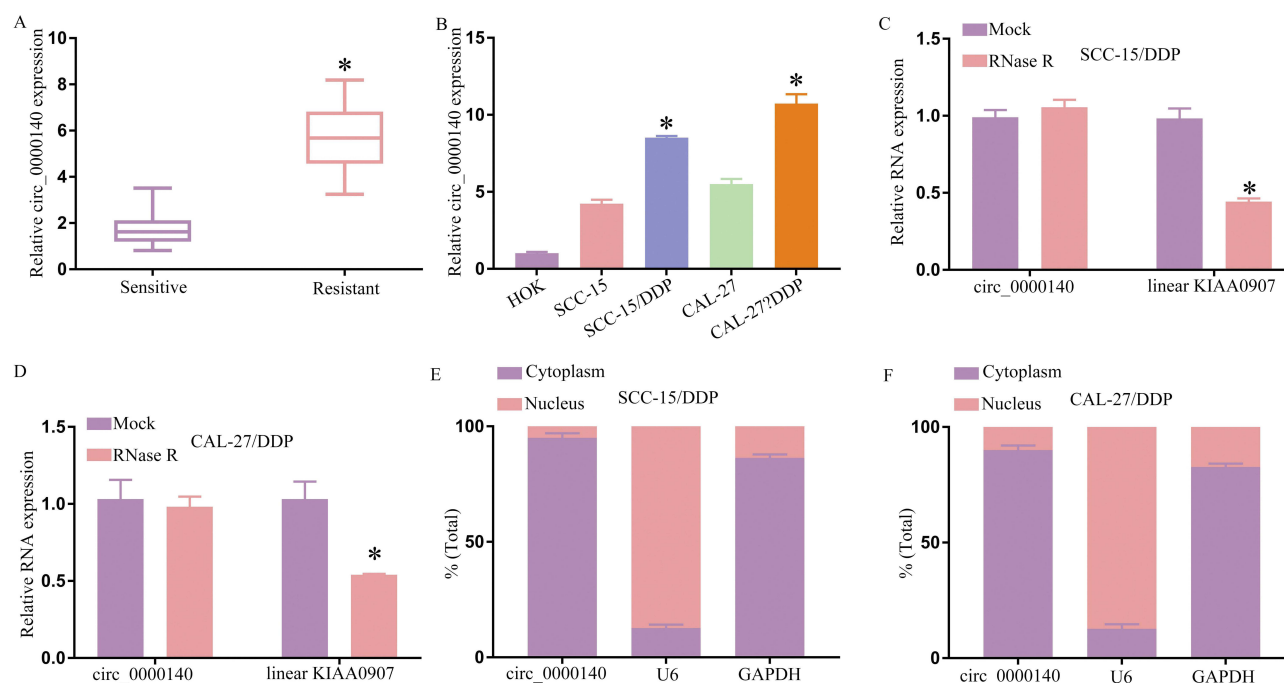 A
Relative circ_0000140 expression
10
8
6
4
2
0
*
Sensitive
Resistant
B
Relative circ_0000140 expression
15
10
5
0
*
*
HOK
SCC-15
SCC-15/DDP
CAL-27
CAL-27?DDP
C
Mock
RNase R
SCC-15/DDP
Relative RNA expression
1.5
1.0
0.5
0.0
*
circ_0000140
linear KIAA0907
D
Mock
RNase R
CAL-27/DDP
Relative RNA expression
1.5
1.0
0.5
0.0
*
circ_0000140
linear KIAA0907
E
Cytoplasm
Nucleus
SCC-15/DDP
% (Total)
100
50
0
circ_0000140
U6
GAPDH
F
Cytoplasm
Nucleus
CAL-27/DDP
% (Total)
100
50
0
circ_0000140
U6
GAPDH